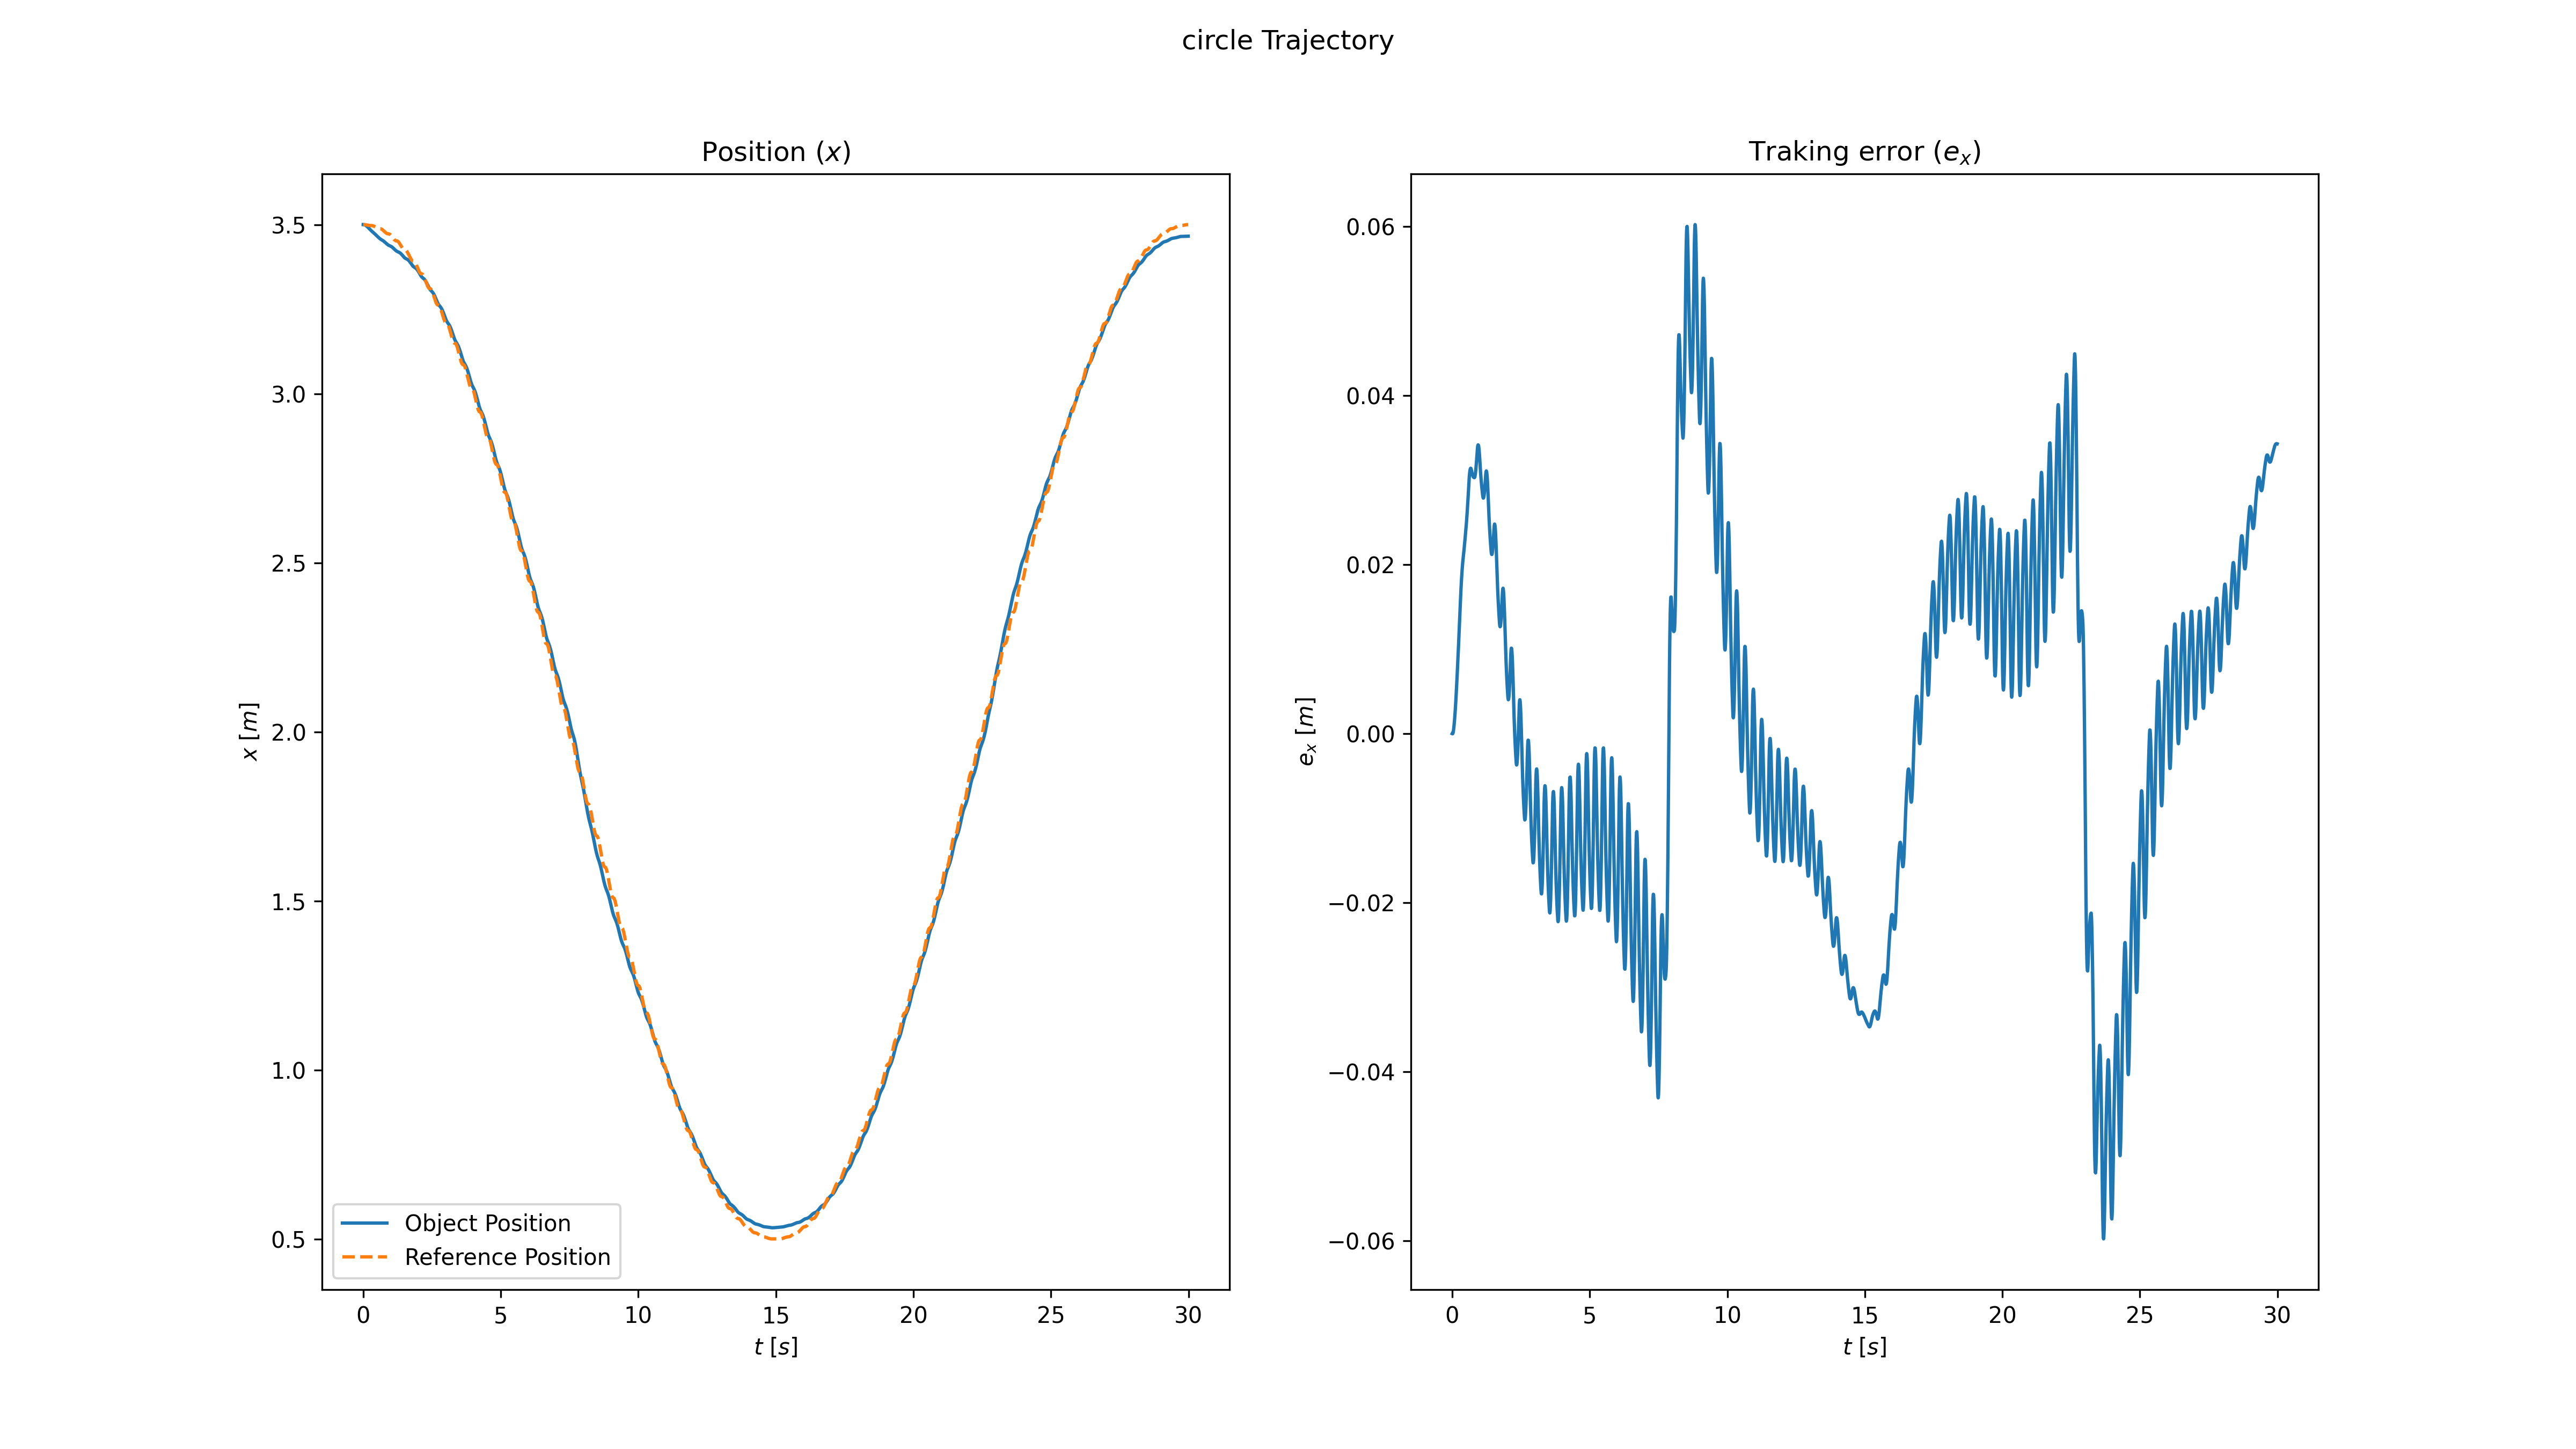 circle Trajectory
Position (x)
3.5
3.0
2.5
2.0
1.5
1.0
0.5
x [m]
Object Position
Reference Position
0 5 10 15 20 25 30
t [s]
Traking error (eₓ)
0.06
0.04
0.02
0.00
−0.02
−0.04
−0.06
eₓ [m]
0 5 10 15 20 25 30
t [s]